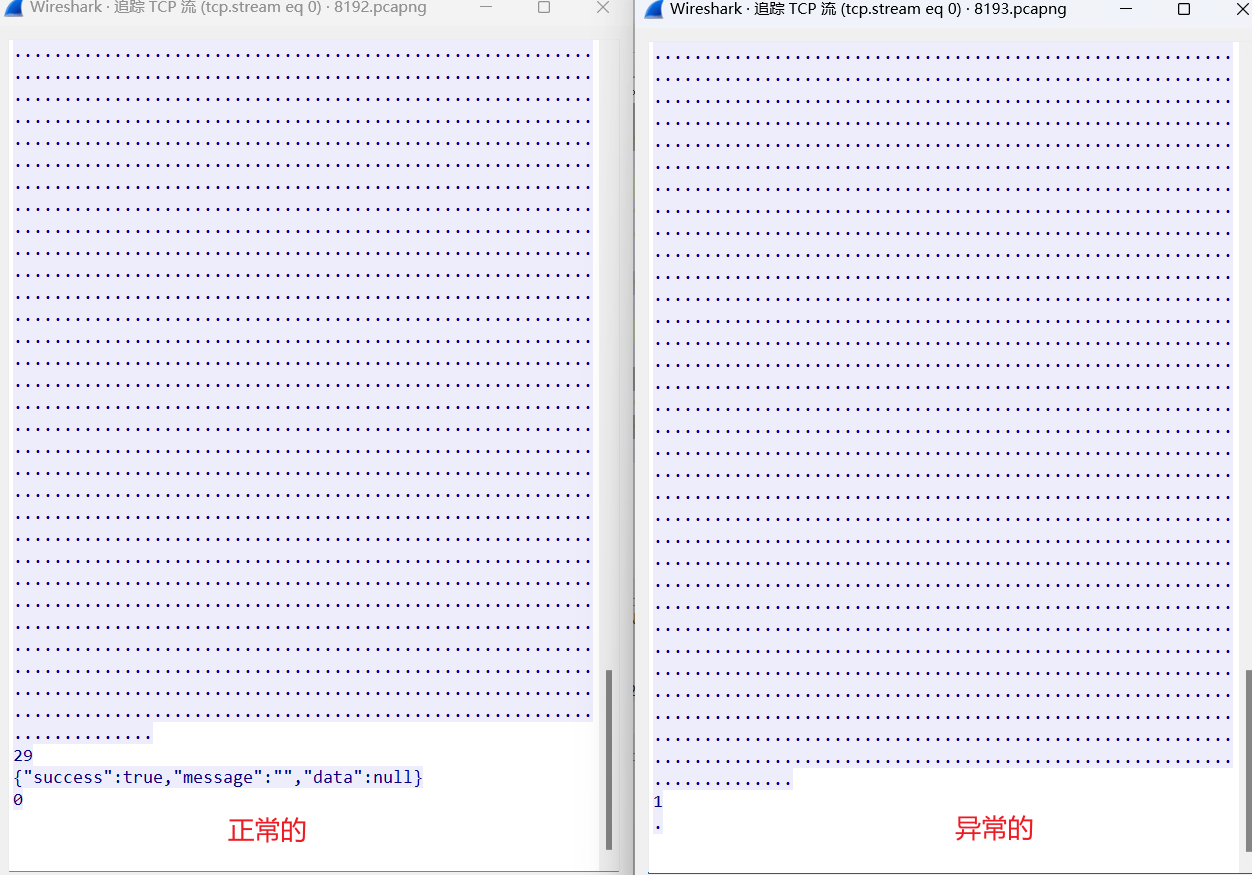 Wireshark · 追踪 TCP 流 (tcp.stream eq 0) · 8192.pcapng
..............
29
{"success":true,"message":"","data":null}
0
正常的
Wireshark · 追踪 TCP 流 (tcp.stream eq 0) · 8193.pcapng
..............
1
.
异常的